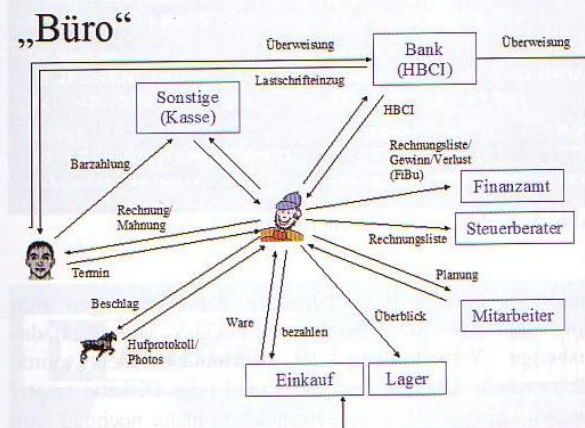 „Büro“
Überweisung
Bank
(HBCI)
Überweisung
Lastschrifteinzug
Sonstige
(Kasse)
HBCI
Barzahlung
Rechnungsliste/
Gewinn/Verlust
(FiBu)
Finanzamt
Rechnung/
Mahnung
Rechnungsliste
Steuerberater
Termin
Planung
Beschlag
Ware
bezahlen
Überblick
Mitarbeiter
Hufprotokoll/
Photos
Einkauf
Lager